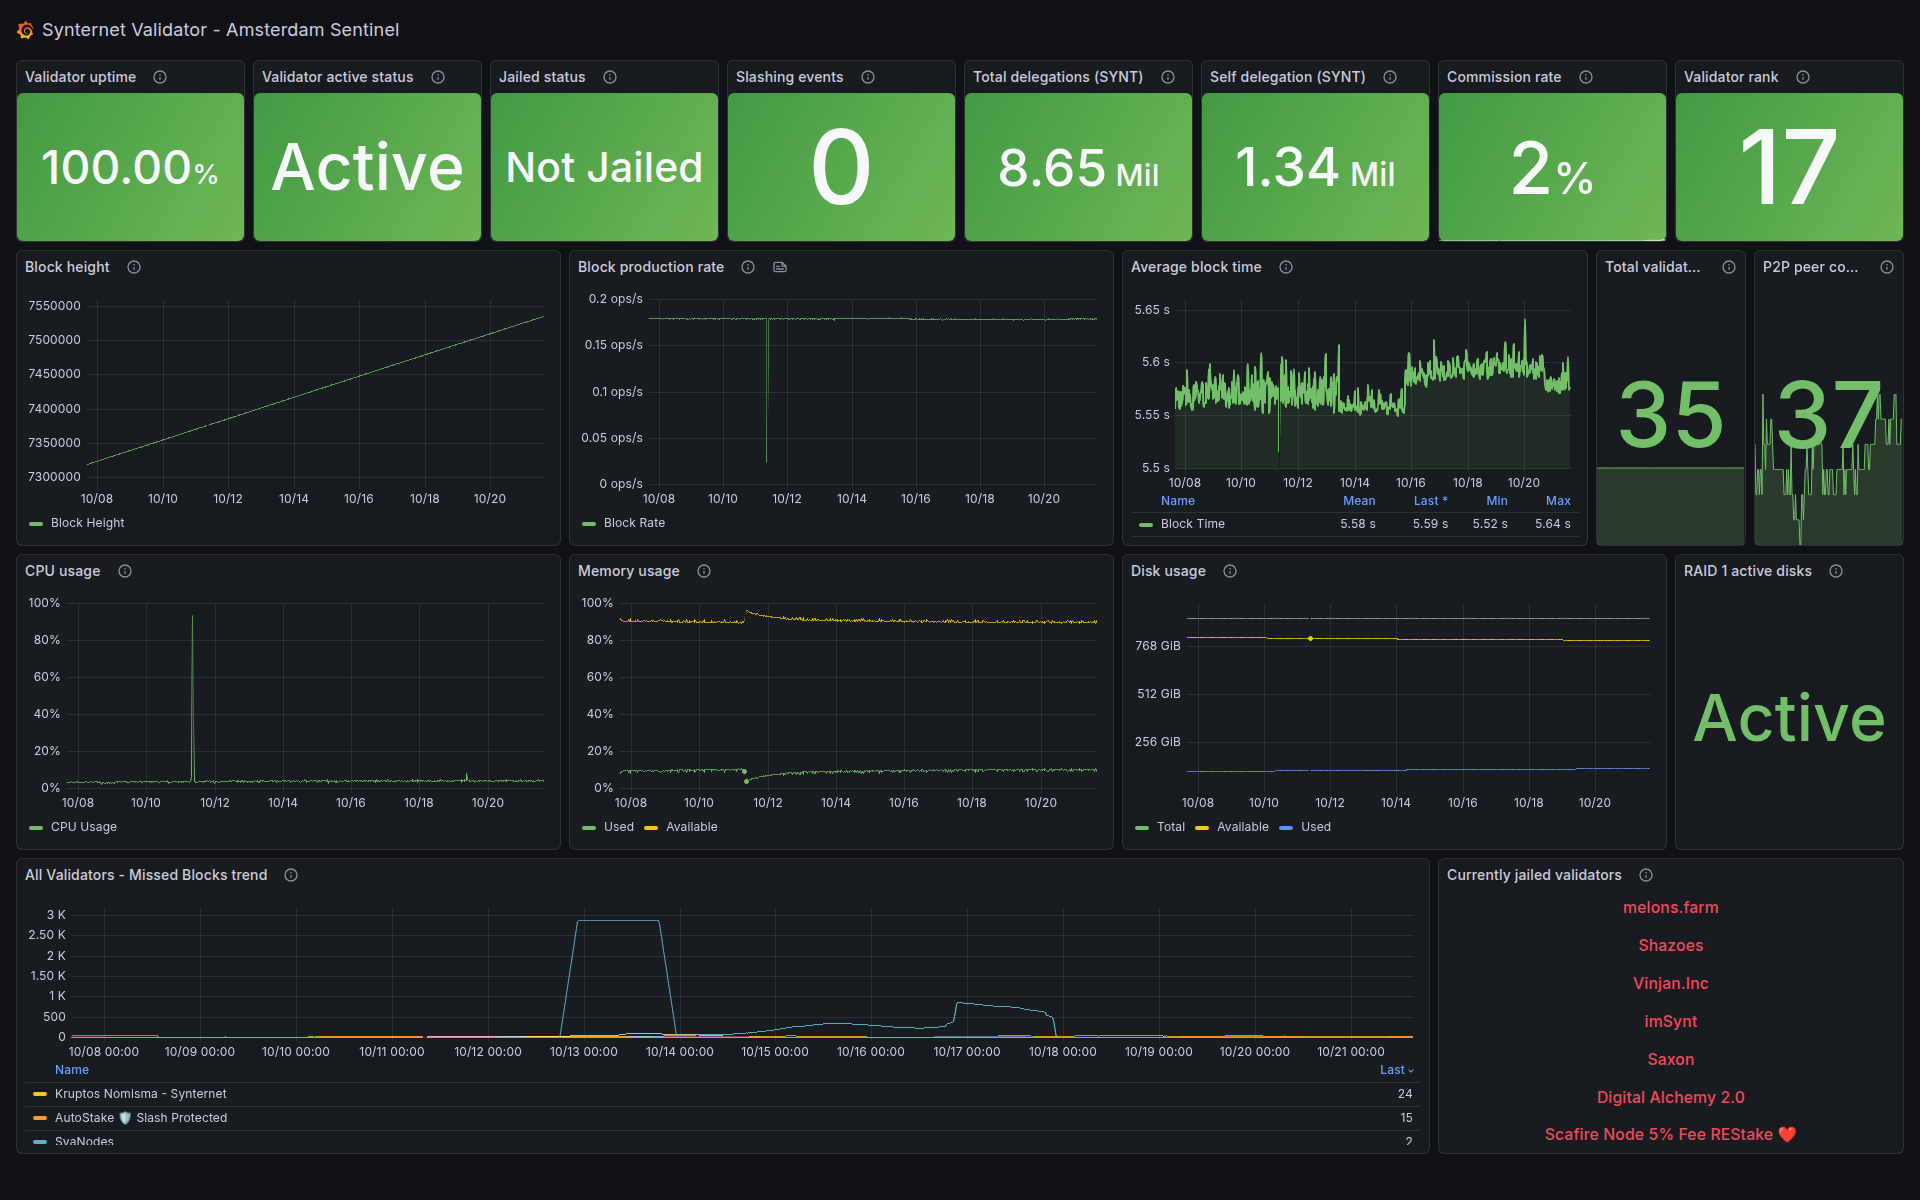 Synternet Validator - Amsterdam Sentinel
Validator uptime
100.00%
Validator active status
Active
Jailed status
Not Jailed
Slashing events
0
Total delegations (SYNT)
8.65 Mil
Self delegation (SYNT)
1.34 Mil
Commission rate
2%
Validator rank
17
Block height
7550000
7500000
7450000
7400000
7350000
7300000
10/08 10/10 10/12 10/14 10/16 10/18 10/20
Block Height
Block production rate
0.2 ops/s
0.15 ops/s
0.1 ops/s
0.05 ops/s
0 ops/s
10/08 10/10 10/12 10/14 10/16 10/18 10/20
Block Rate
Average block time
5.65 s
5.6 s
5.55 s
5.5 s
10/08 10/10 10/12 10/14 10/16 10/18 10/20
Name Mean Last * Min Max
Block Time 5.58 s 5.59 s 5.52 s 5.64 s
Total validat...
35
P2P peer co...
37
CPU usage
100%
80%
60%
40%
20%
0%
10/08 10/10 10/12 10/14 10/16 10/18 10/20
CPU Usage
Memory usage
100%
80%
60%
40%
20%
0%
10/08 10/10 10/12 10/14 10/16 10/18 10/20
Used Available
Disk usage
768 GiB
512 GiB
256 GiB
10/08 10/10 10/12 10/14 10/16 10/18 10/20
Total Available Used
RAID 1 active disks
Active
All Validators - Missed Blocks trend
3 K
2.50 K
2 K
1.50 K
1 K
500
0
10/08 00:00 10/09 00:00 10/10 00:00 10/11 00:00 10/12 00:00 10/13 00:00 10/14 00:00 10/15 00:00 10/16 00:00 10/17 00:00 10/18 00:00 10/19 00:00 10/20 00:00 10/21 00:00
Name Last
Kruptos Nomisma - Synternet 24
AutoStake 🛡️ Slash Protected 15
SvaNodes 2
Currently jailed validators
melons.farm
Shazoes
Vinjan.Inc
imSynt
Saxon
Digital Alchemy 2.0
Scafire Node 5% Fee REStake ❤️